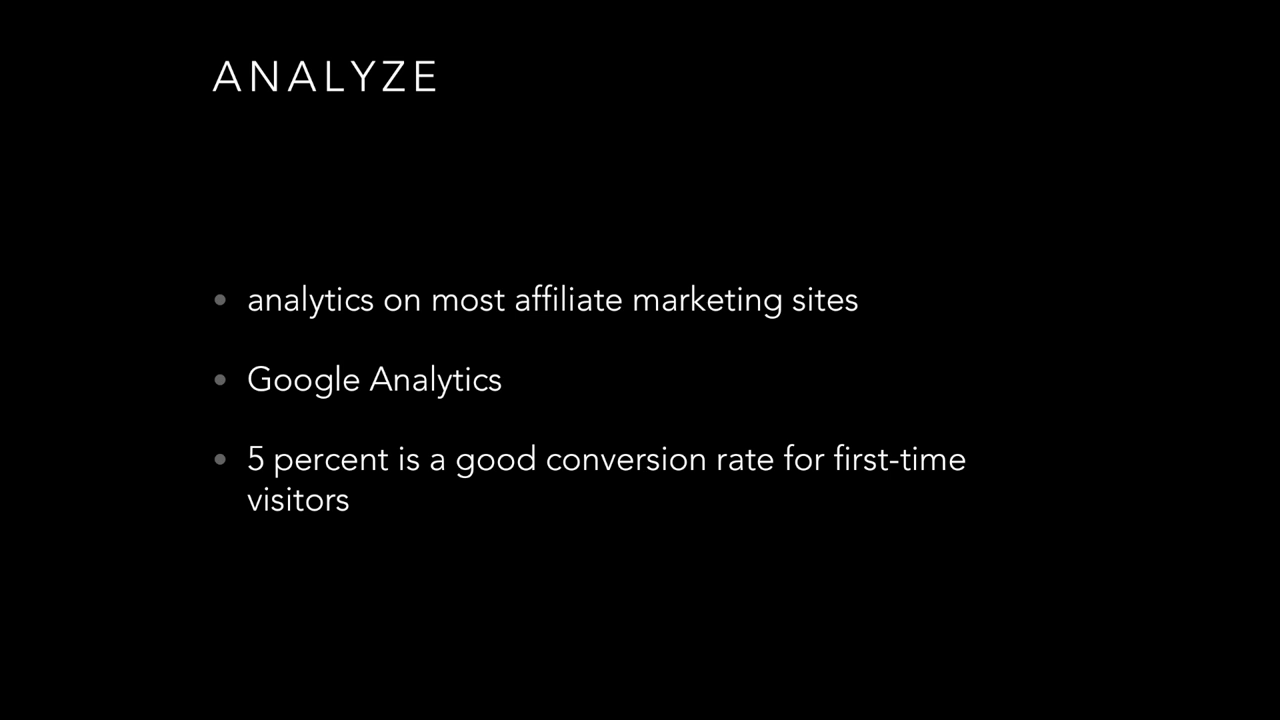 ANALYZE
• analytics on most affiliate marketing sites
• Google Analytics
• 5 percent is a good conversion rate for first-time
visitors